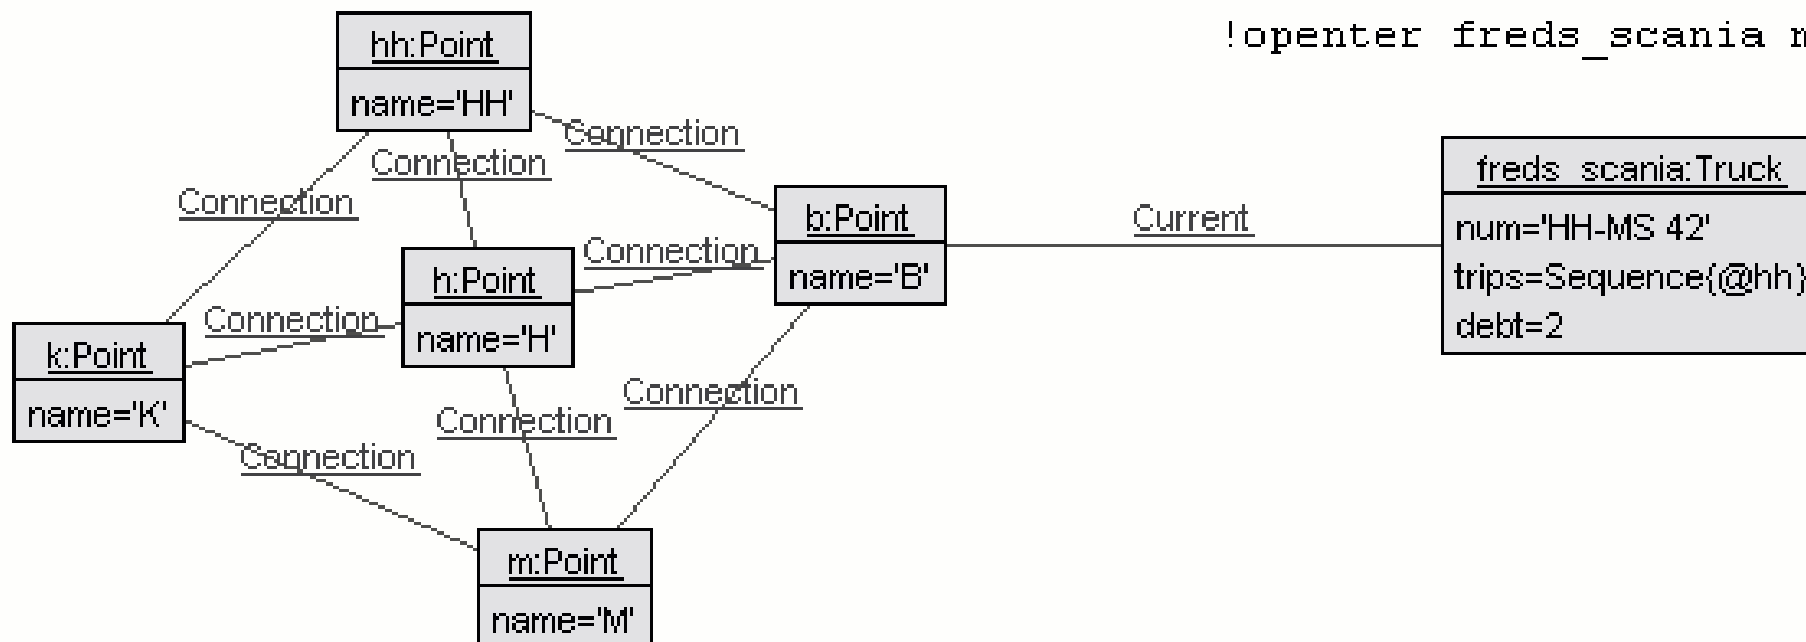 hh:Point
name='HH'
!openter freds_scania
Connection
Connection
Connection
freds_scania:Truck
Connection
num='HH-MS 42'
trips=Sequence{@hh}
debt=2
b:Point
name='B'
Current
Connection
h:Point
name='H'
Connection
k:Point
name='K'
Connection
Connection
Connection
m:Point
name='M'